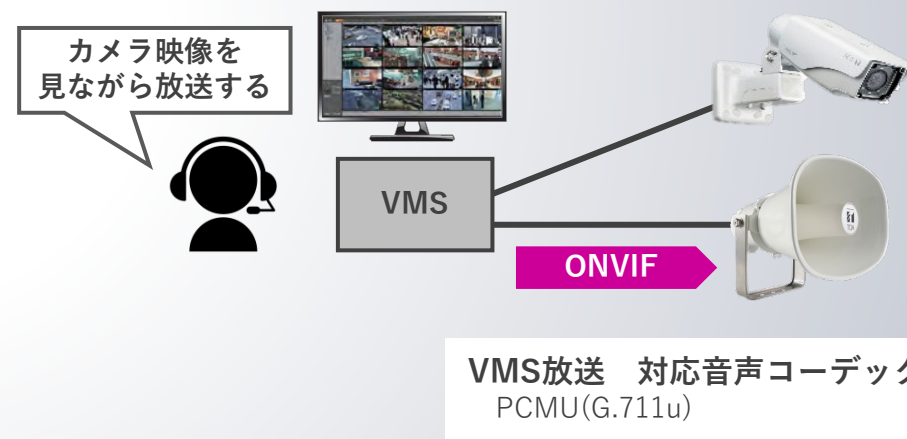 カメラ映像を
見ながら放送する
VMS
ONVIF
VMS放送　対応音声コーデック
PCMU(G.711u)